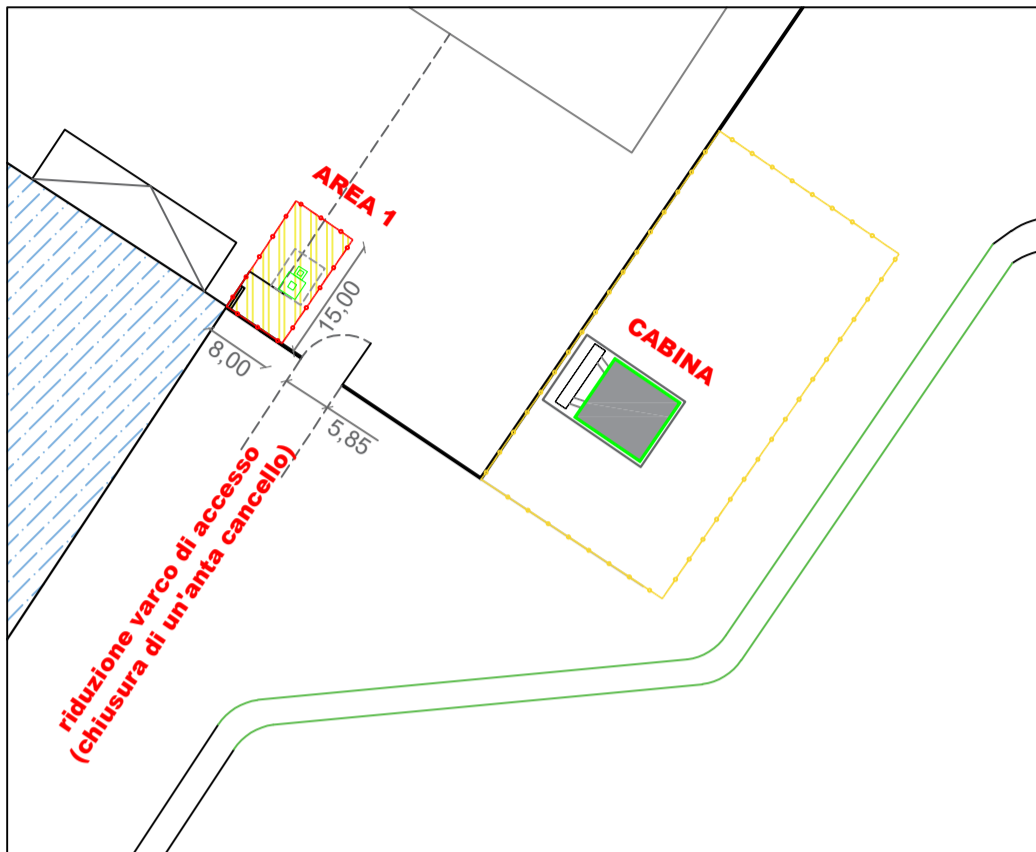 AREA 1
15,00
8,00
5,85
CABINA
riduzione varco di accesso
(chiusura di un'anta cancello)